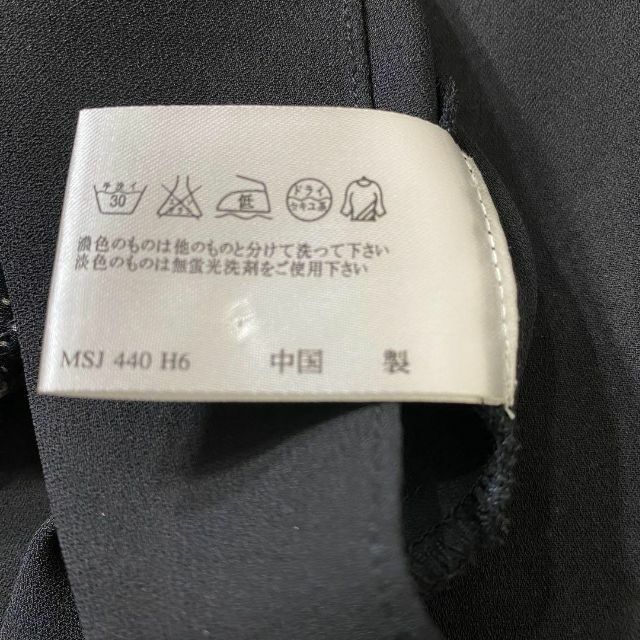 手洗イ 30 低 ドライ セキユ系
濃色のものは他のものと分けて洗って下さい
淡色のものは無蛍光洗剤をご使用下さい
MSJ 440 H6 中国 製